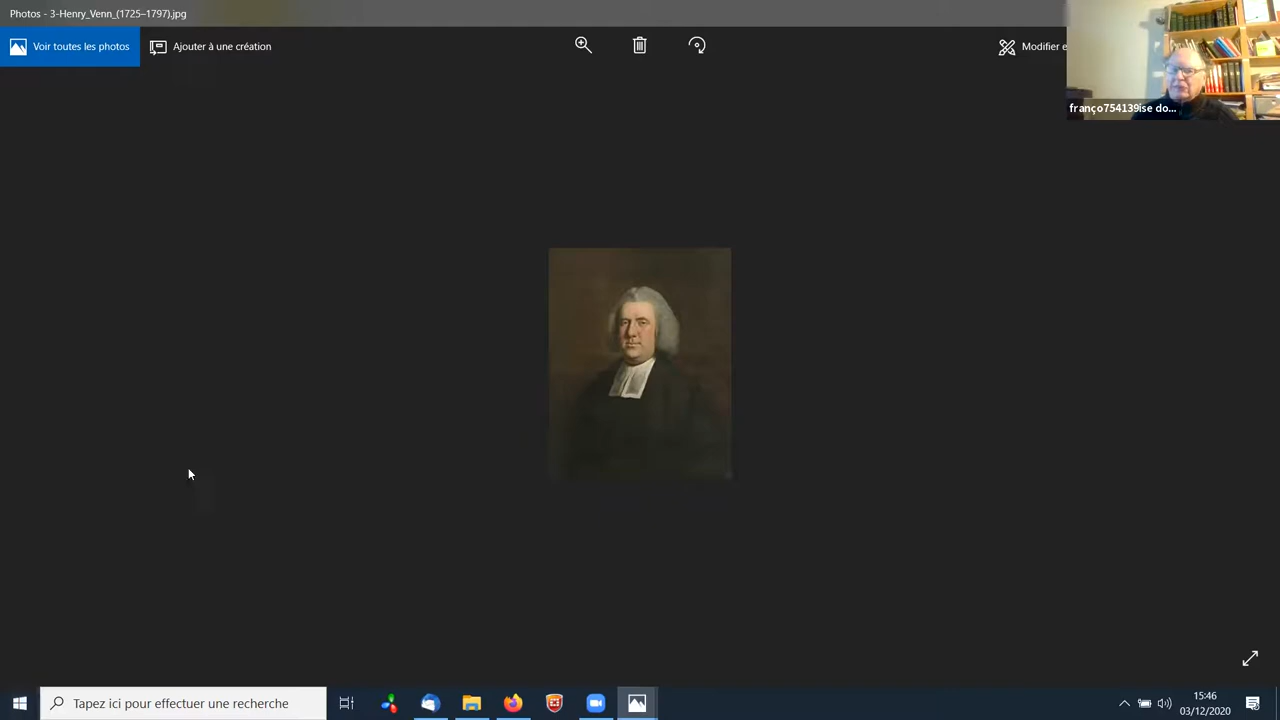 Photos - 3-Henry_Venn_(1725–1797).jpg
Voir toutes les photos
Ajouter à une création
Modifier e
franço754139ise do...
Tapez ici pour effectuer une recherche
15:46
03/12/2020